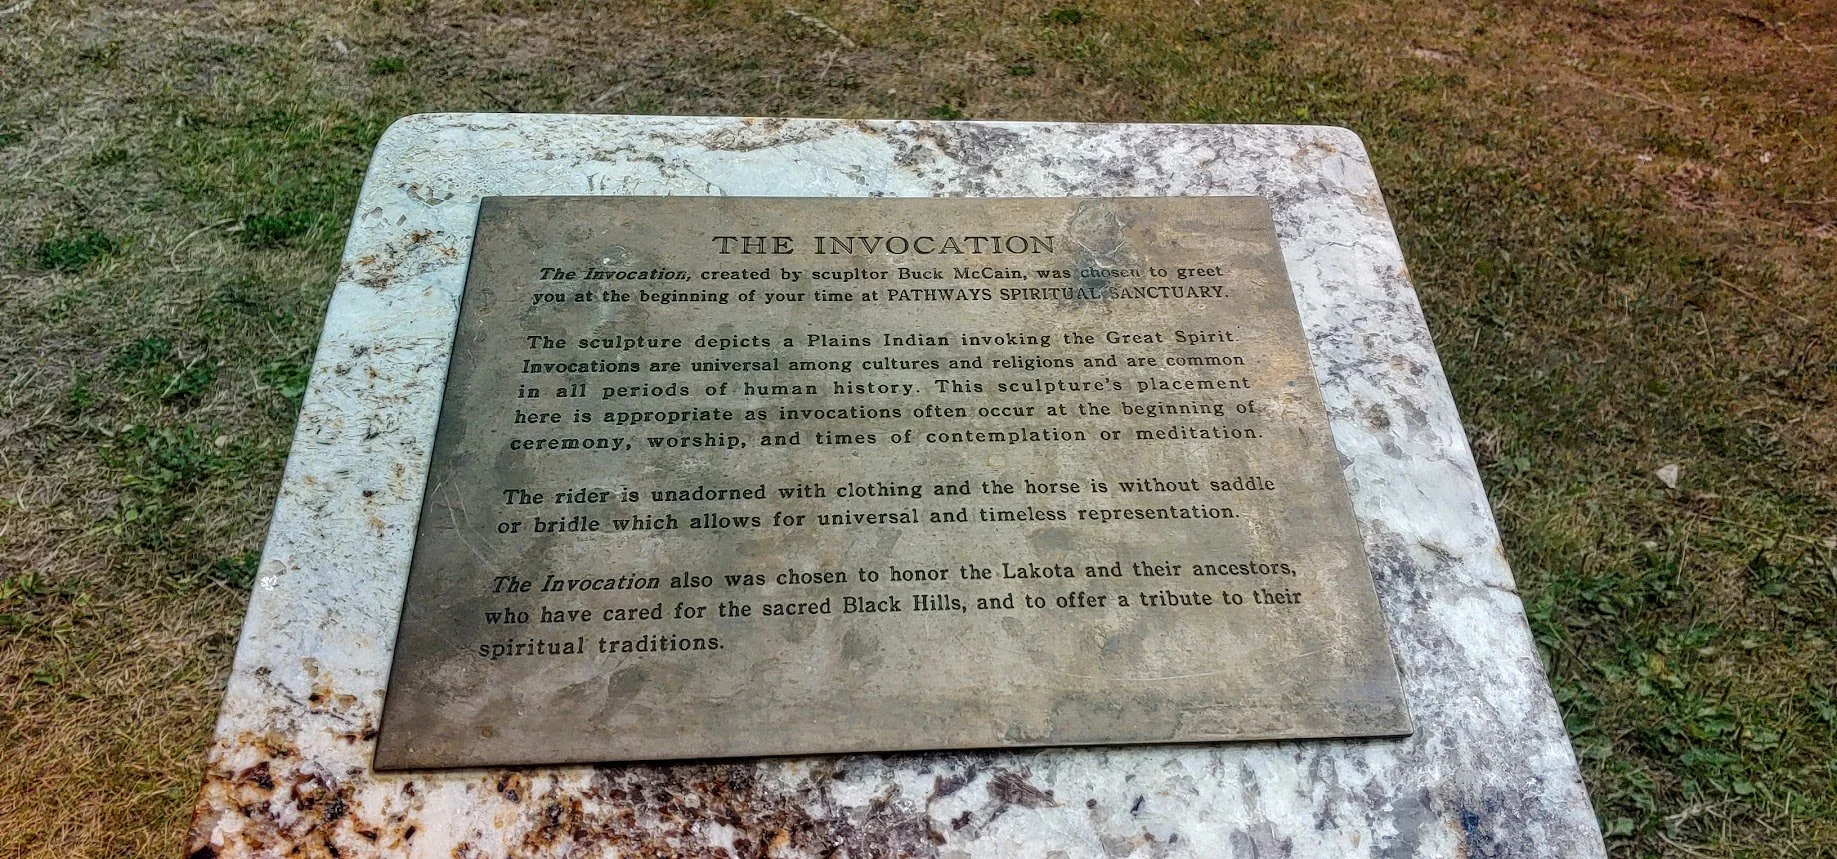 THE INVOCATION
The Invocation, created by scupltor Buck McCain, was chosen to greet
you at the beginning of your time at PATHWAYS SPIRITUAL SANCTUARY.
The sculpture depicts a Plains Indian invoking the Great Spirit.
Invocations are universal among cultures and religions and are common
in all periods of human history. This sculpture's placement
here is appropriate as invocations often occur at the beginning of
ceremony, worship, and times of contemplation or meditation.
The rider is unadorned with clothing and the horse is without saddle
or bridle which allows for universal and timeless representation.
The Invocation also was chosen to honor the Lakota and their ancestors,
who have cared for the sacred Black Hills, and to offer a tribute to their
spiritual traditions.